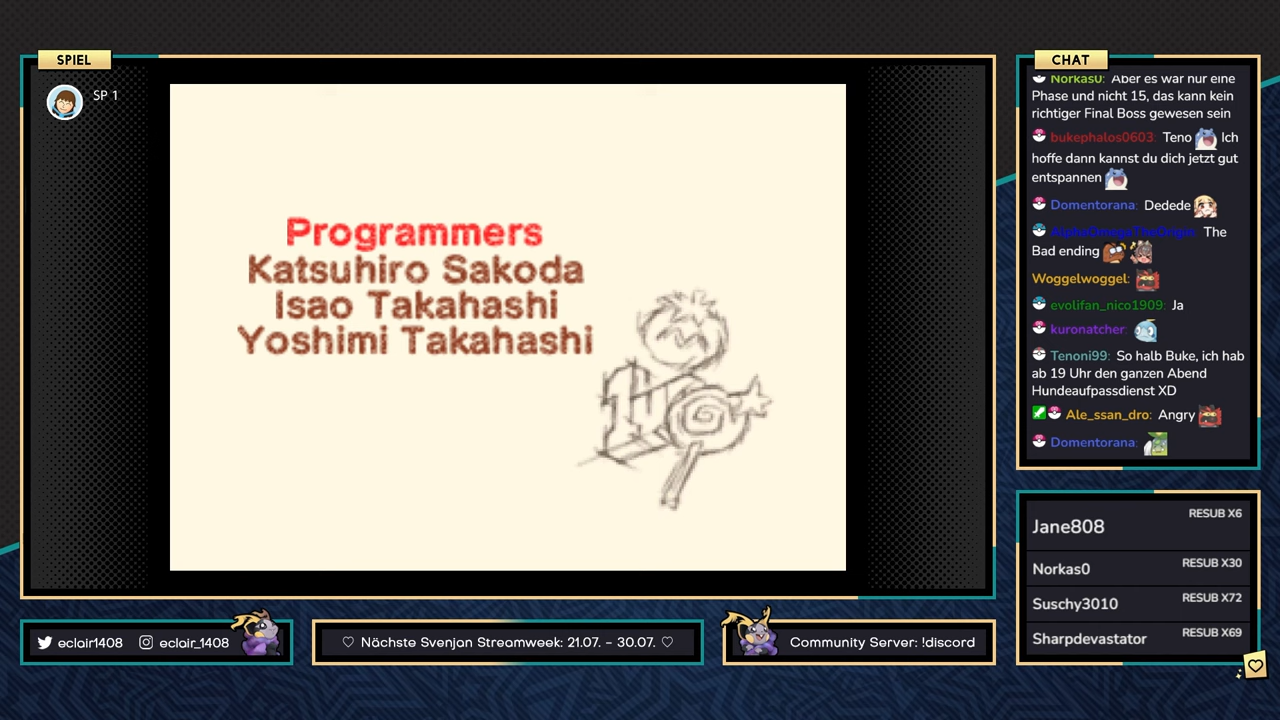 SPIEL
SP 1
Programmers
Katsuhiro Sakoda
Isao Takahashi
Yoshimi Takahashi
CHAT
Norkas0: Aber es war nur eine
Phase und nicht 15, das kann kein
richtiger Final Boss gewesen sein
bukephalos0603: Teno Ich
hoffe dann kannst du dich jetzt gut
entspannen
Domentorana: Dedede
AlphaOmegaTheOrigin: The
Bad ending
Woggelwoggel:
evolifan_nico1909: Ja
kuronatcher:
Tenoni99: So halb Buke, ich hab
ab 19 Uhr den ganzen Abend
Hundeaufpassdienst XD
Ale_ssan_dro: Angry
Domentorana:
Jane808 RESUB X6
Norkas0 RESUB X30
Suschy3010 RESUB X72
Sharpdevastator RESUB X69
eclair1408 eclair_1408
♡ Nächste Svenjan Streamweek: 21.07. - 30.07. ♡
Community Server: !discord